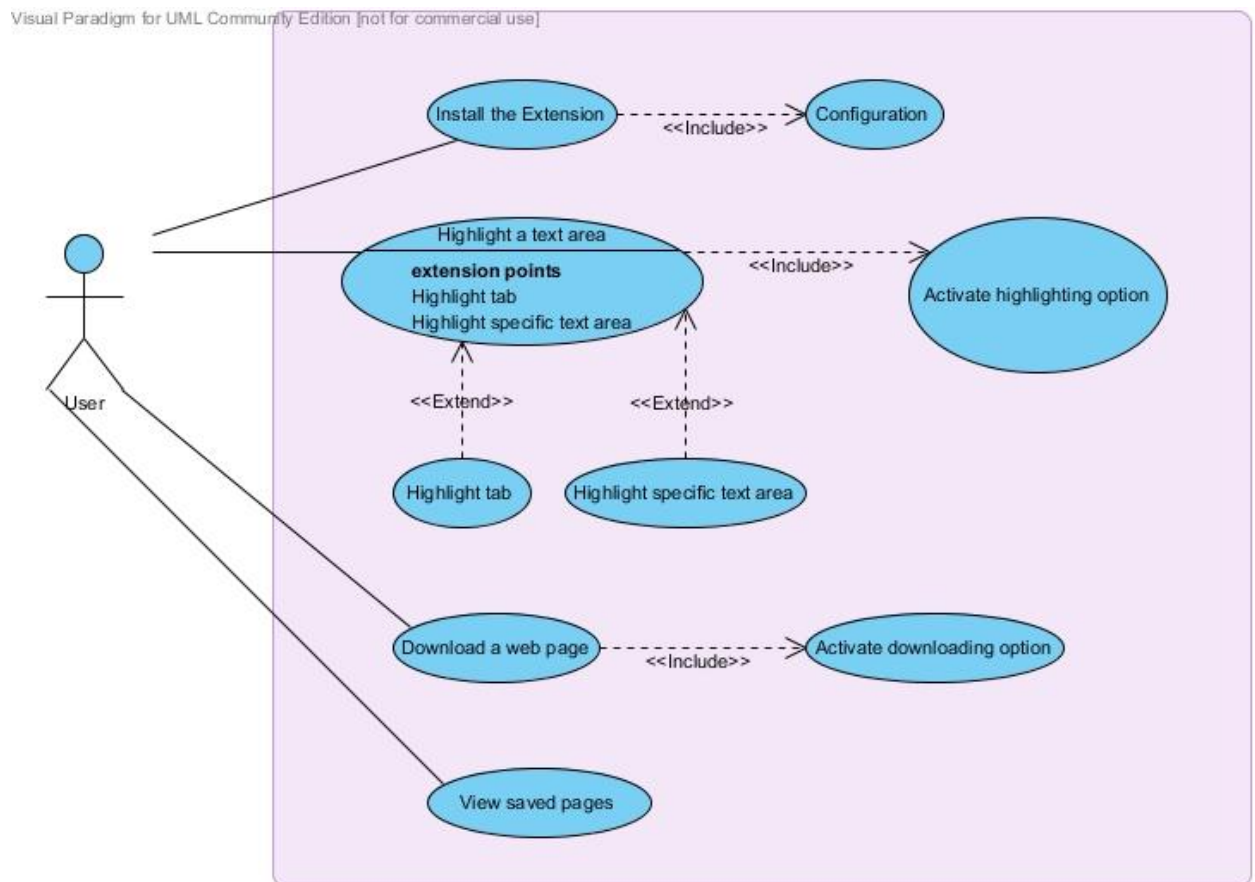 Visual Paradigm for UML Community Edition [not for commercial use]
Install the Extension
<<Include>>
Configuration
Highlight a text area
extension points
Highlight tab
Highlight specific text area
<<Include>>
Activate highlighting option
User
<<Extend>>
<<Extend>>
Highlight tab
Highlight specific text area
Download a web page
<<Include>>
Activate downloading option
View saved pages